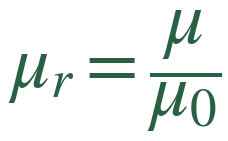 μᵣ = μ / μ₀